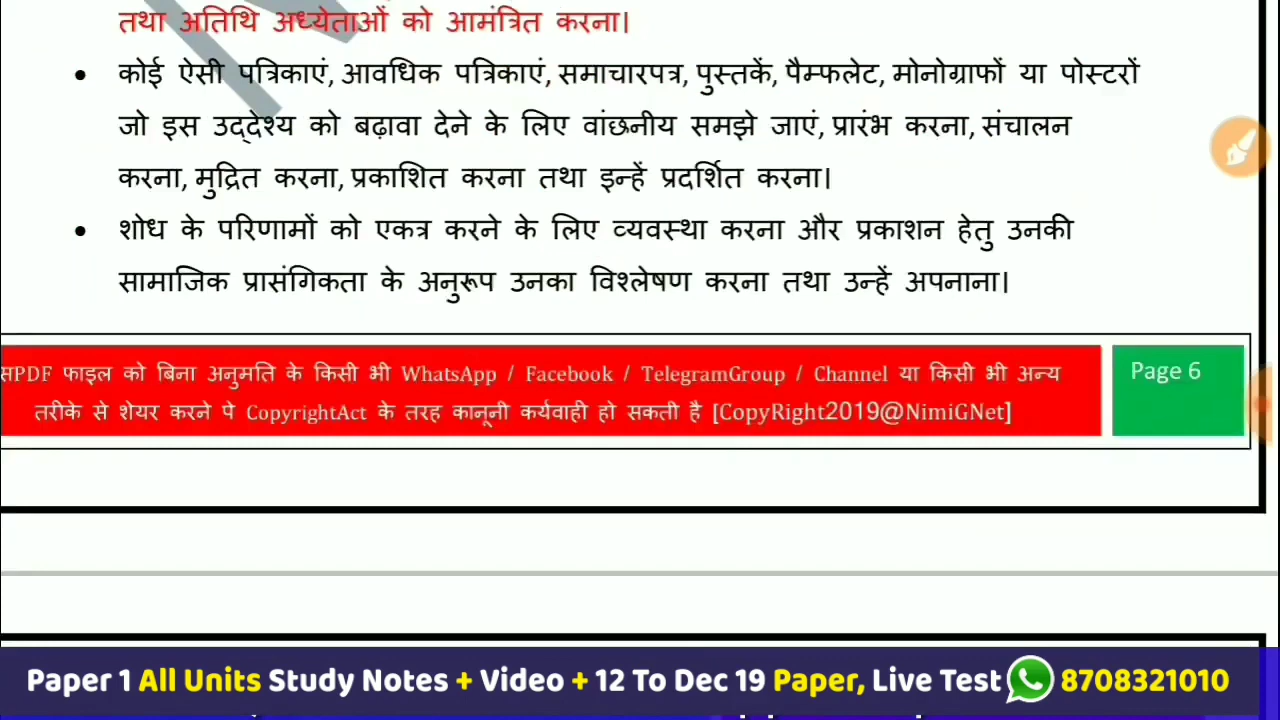 तथा अतिथि अध्येताओं को आमंत्रित करना।
• कोई ऐसी पत्रिकाएं, आवधिक पत्रिकाएं, समाचारपत्र, पुस्तकें, पैम्फलेट, मोनोग्राफों या पोस्टरों
जो इस उद्देश्य को बढ़ावा देने के लिए वांछनीय समझे जाएं, प्रारंभ करना, संचालन
करना, मुद्रित करना, प्रकाशित करना तथा इन्हें प्रदर्शित करना।
• शोध के परिणामों को एकत्र करने के लिए व्यवस्था करना और प्रकाशन हेतु उनकी
सामाजिक प्रासंगिकता के अनुरूप उनका विश्लेषण करना तथा उन्हें अपनाना।
सPDF फाइल को बिना अनुमति के किसी भी WhatsApp / Facebook / TelegramGroup / Channel या किसी भी अन्य
तरीके से शेयर करने पे CopyrightAct के तरह कानूनी कर्यवाही हो सकती है [CopyRight2019@NimiGNet]
Page 6
Paper 1 All Units Study Notes + Video + 12 To Dec 19 Paper, Live Test 8708321010